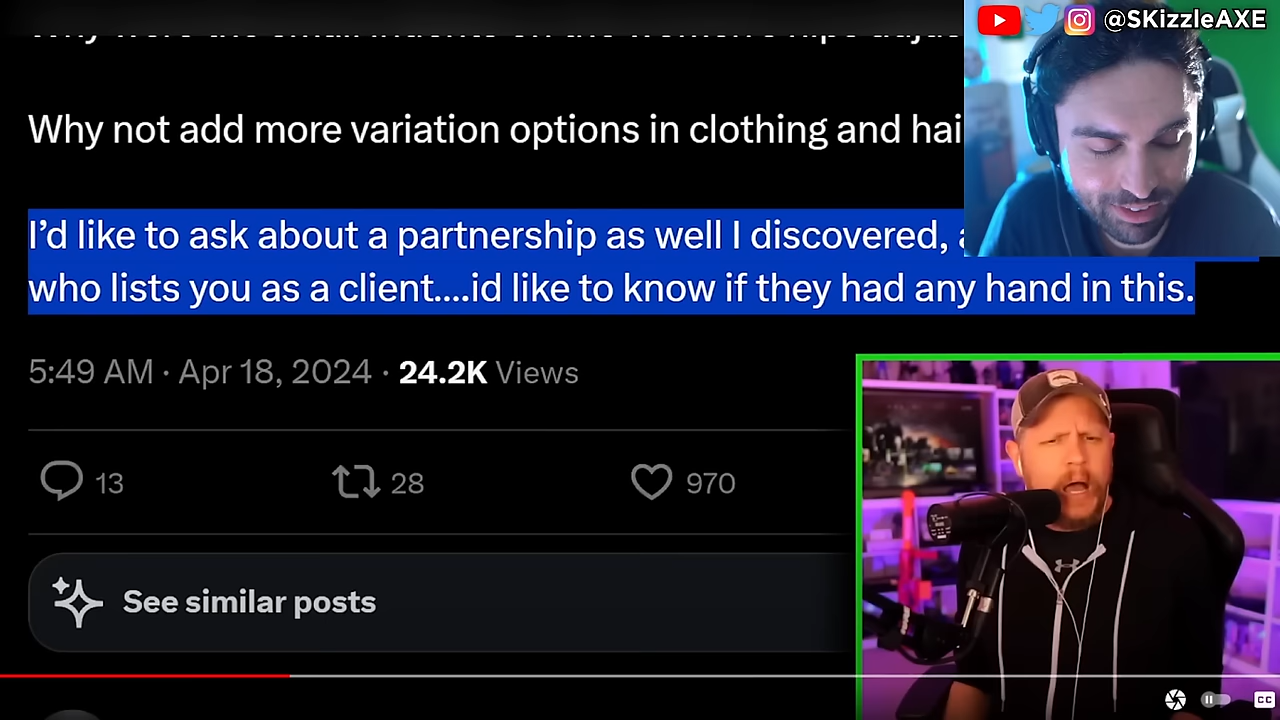 @SKizzleAXE
Why not add more variation options in clothing and hai
I’d like to ask about a partnership as well I discovered,
who lists you as a client....id like to know if they had any hand in this.
5:49 AM · Apr 18, 2024 · 24.2K Views
13 28 970
See similar posts
CC